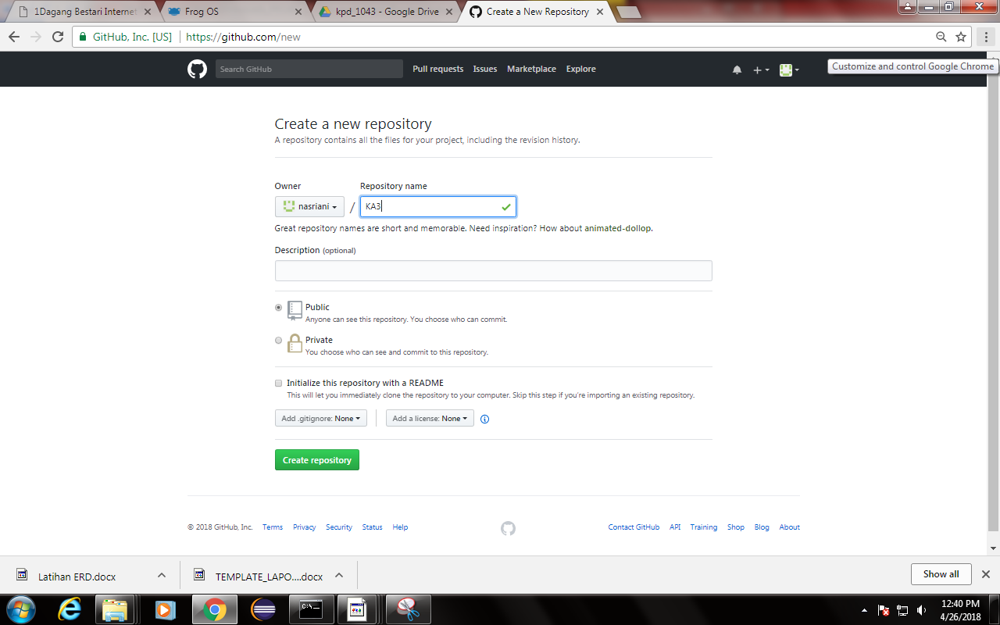 1Dagang Bestari Internet
Frog OS
kpd_1043 - Google Drive
Create a New Repository
GitHub, Inc. [US]
https://github.com/new
Customize and control Google Chrome
Search GitHub
Pull requests
Issues
Marketplace
Explore
Create a new repository
A repository contains all the files for your project, including the revision history.
Owner
Repository name
nasriani
/
KA3
Great repository names are short and memorable. Need inspiration? How about animated-dollop.
Description (optional)
Public
Anyone can see this repository. You choose who can commit.
Private
You choose who can see and commit to this repository.
Initialize this repository with a README
This will let you immediately clone the repository to your computer. Skip this step if you're importing an existing repository.
Add .gitignore: None
Add a license: None
Create repository
© 2018 GitHub, Inc.
Terms
Privacy
Security
Status
Help
Contact GitHub
API
Training
Shop
Blog
About
Latihan ERD.docx
TEMPLATE_LAPO....docx
Show all
12:40 PM
4/26/2018